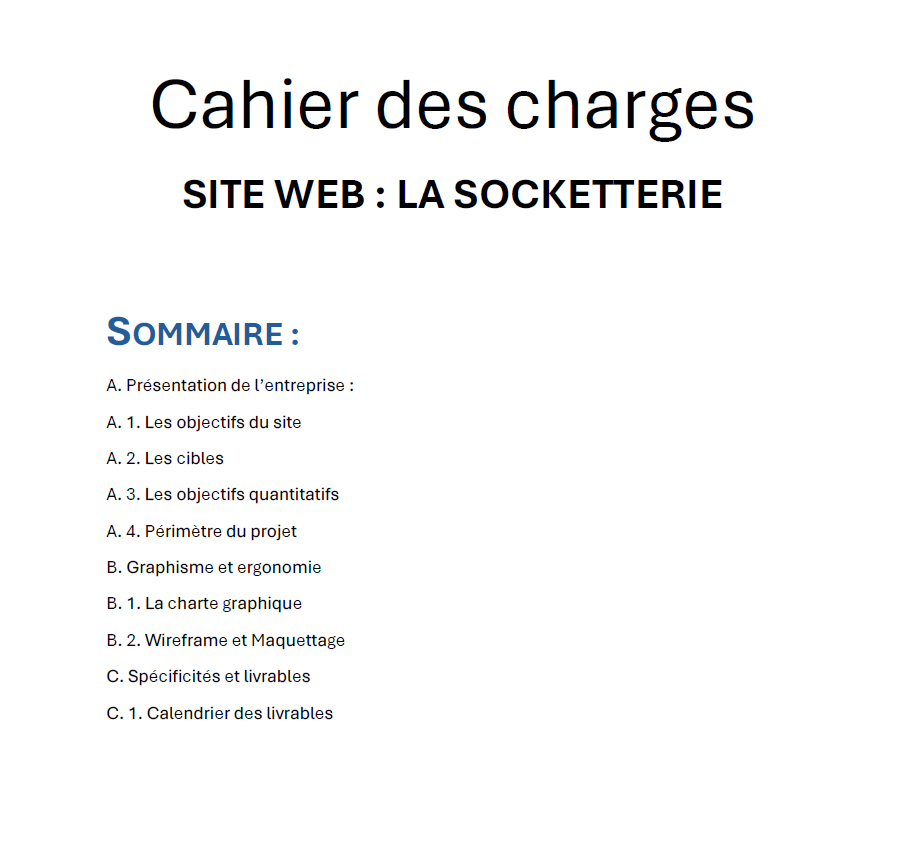 Cahier des charges
SITE WEB : LA SOCKETTERIE
SOMMAIRE :
A. Présentation de l’entreprise :
A. 1. Les objectifs du site
A. 2. Les cibles
A. 3. Les objectifs quantitatifs
A. 4. Périmètre du projet
B. Graphisme et ergonomie
B. 1. La charte graphique
B. 2. Wireframe et Maquettage
C. Spécificités et livrables
C. 1. Calendrier des livrables